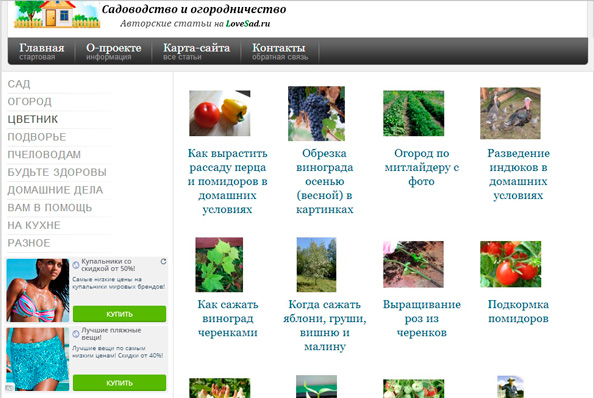 Садоводство и огородничество
Авторские статьи на LoveSad.ru
Главная
стартовая
О-проекте
информация
Карта-сайта
все статьи
Контакты
обратная связь
САД
ОГОРОД
ЦВЕТНИК
ПОДВОРЬЕ
ПЧЕЛОВОДАМ
БУДЬТЕ ЗДОРОВЫ
ДОМАШНИЕ ДЕЛА
ВАМ В ПОМОЩЬ
НА КУХНЕ
РАЗНОЕ
Купальники со
скидкой от 50%!
Самые низкие цены на
купальники мировых брендов!
КУПИТЬ
Лучшие пляжные
вещи!
Лучшие вещи по самым
низким ценам! Скидки от 40%!
КУПИТЬ
Как вырастить
рассаду перца
и помидоров в
домашних
условиях
Обрезка
винограда
осенью
(весной) в
картинках
Огород по
митлайдеру с
фото
Разведение
индюков в
домашних
условиях
Как сажать
виноград
черенками
Когда сажать
яблони, груши,
вишню и
малину
Выращивание
роз из
черенков
Подкормка
помидоров